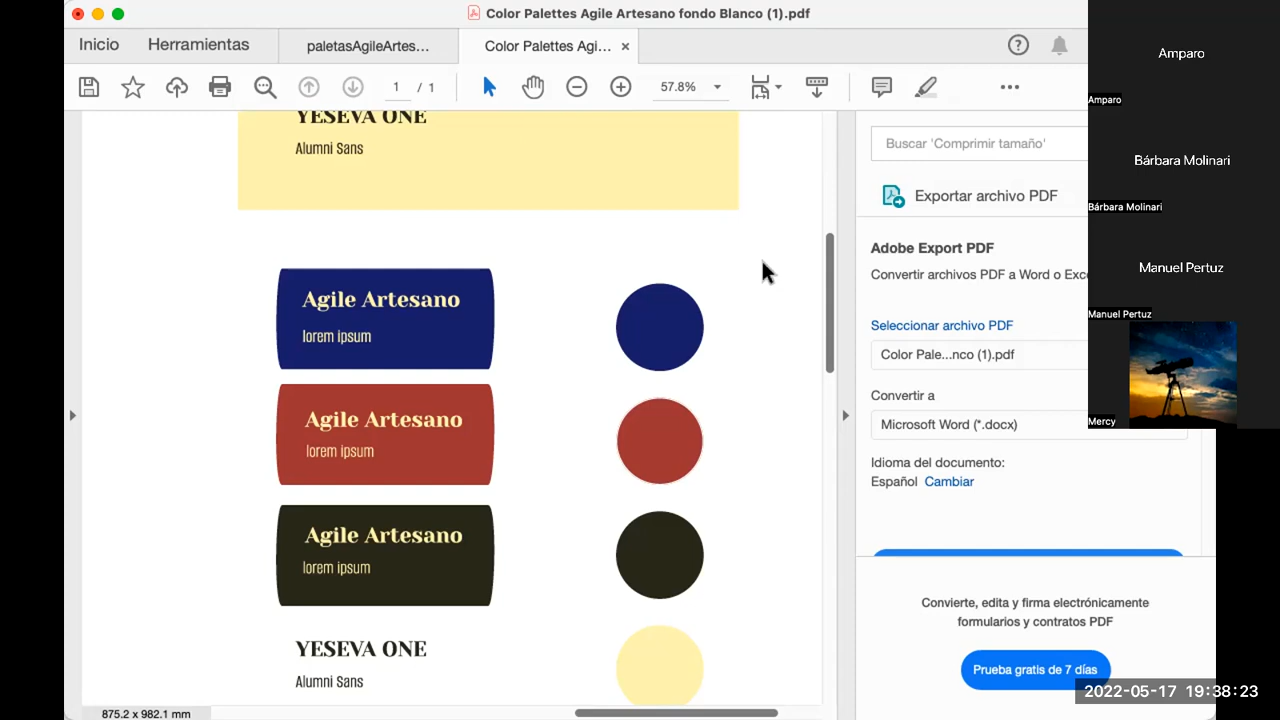 Color Palettes Agile Artesano fondo Blanco (1).pdf
Inicio
Herramientas
paletasAgileArtes...
Color Palettes Agi...
1 / 1
57.8%
YESEVA ONE
Alumni Sans
Agile Artesano
lorem ipsum
Agile Artesano
lorem ipsum
Agile Artesano
lorem ipsum
YESEVA ONE
Alumni Sans
875.2 x 982.1 mm
Buscar 'Comprimir tamaño'
Exportar archivo PDF
Adobe Export PDF
Convertir archivos PDF a Word o Exce
Seleccionar archivo PDF
Color Pale...nco (1).pdf
Convertir a
Microsoft Word (*.docx)
Idioma del documento:
Español Cambiar
Convierte, edita y firma electrónicamente
formularios y contratos PDF
Prueba gratis de 7 días
Amparo
Amparo
Bárbara Molinari
Bárbara Molinari
Manuel Pertuz
Manuel Pertuz
Mercy
2022-05-17 19:38:23